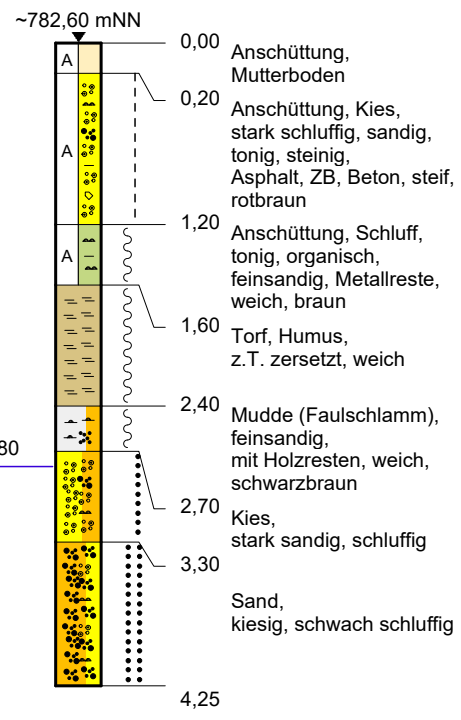 ~782,60 mNN
0,00
A
Anschüttung,
Mutterboden
0,20
Anschüttung, Kies,
stark schluffig, sandig,
tonig, steinig,
Asphalt, ZB, Beton, steif,
rotbraun
A
1,20
Anschüttung, Schluff,
tonig, organisch,
feinsandig, Metallreste,
weich, braun
A
1,60
Torf, Humus,
z.T. zersetzt, weich
2,40
Mudde (Faulschlamm),
feinsandig,
mit Holzresten, weich,
schwarzbraun
80
2,70
Kies,
stark sandig, schluffig
3,30
Sand,
kiesig, schwach schluffig
4,25